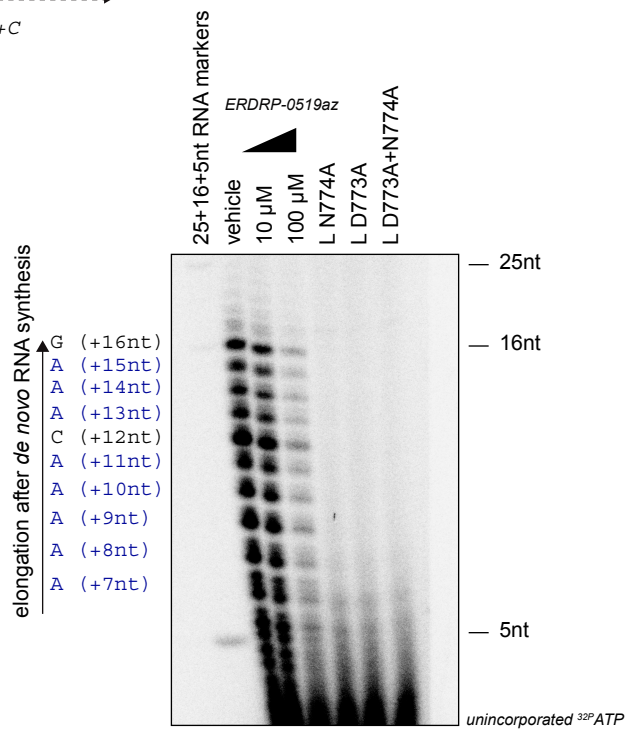 +C
ERDRP-0519az
25+16+5nt RNA markers
vehicle
10 µM
100 µM
L N774A
L D773A
L D773A+N774A
elongation after de novo RNA synthesis
G (+16nt)
A (+15nt)
A (+14nt)
A (+13nt)
C (+12nt)
A (+11nt)
A (+10nt)
A (+9nt)
A (+8nt)
A (+7nt)
— 25nt
— 16nt
— 5nt
unincorporated 32PATP